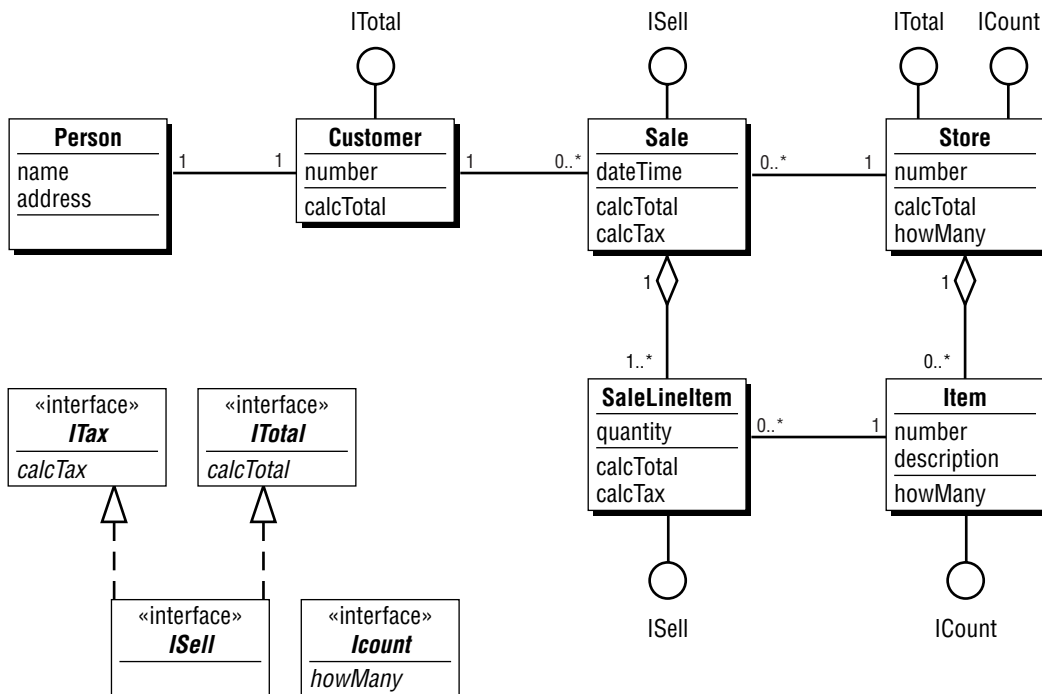 ITotal
ISell
ITotal
ICount
Person
name
address
1
1
Customer
number
calcTotal
1
0..*
Sale
dateTime
calcTotal
calcTax
0..*
1
Store
number
calcTotal
howMany
1
1..*
1
0..*
«interface»
ITax
calcTax
«interface»
ITotal
calcTotal
SaleLineItem
quantity
calcTotal
calcTax
0..*
1
Item
number
description
howMany
ISell
ICount
«interface»
ISell
«interface»
Icount
howMany